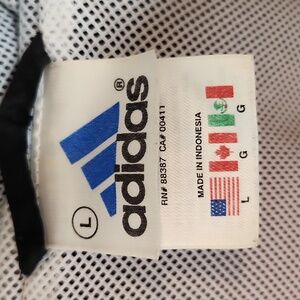 adidas®
L
RN# 88387 CA# 00411
MADE IN INDONESIA
L G G